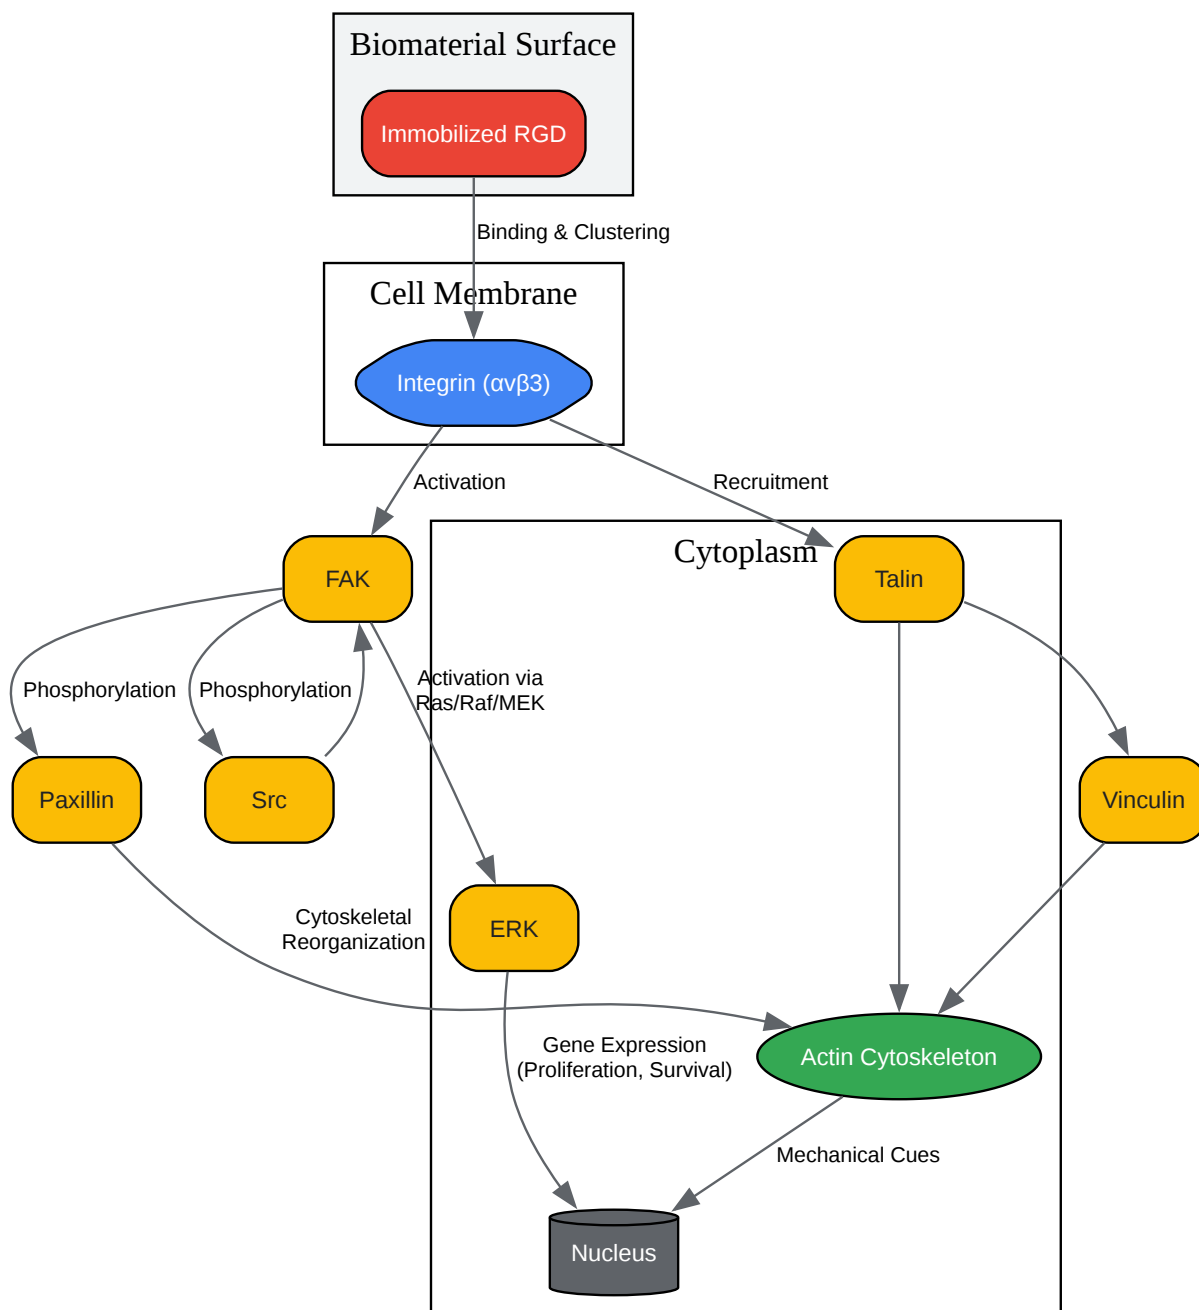 Biomaterial Surface
Immobilized RGD
Binding & Clustering
Cell Membrane
Integrin (αvβ3)
Activation
Recruitment
Cytoplasm
FAK
Talin
Phosphorylation
Phosphorylation
Activation via
Ras/Raf/MEK
Paxillin
Src
Vinculin
Cytoskeletal
Reorganization
ERK
Gene Expression
(Proliferation, Survival)
Actin Cytoskeleton
Mechanical Cues
Nucleus